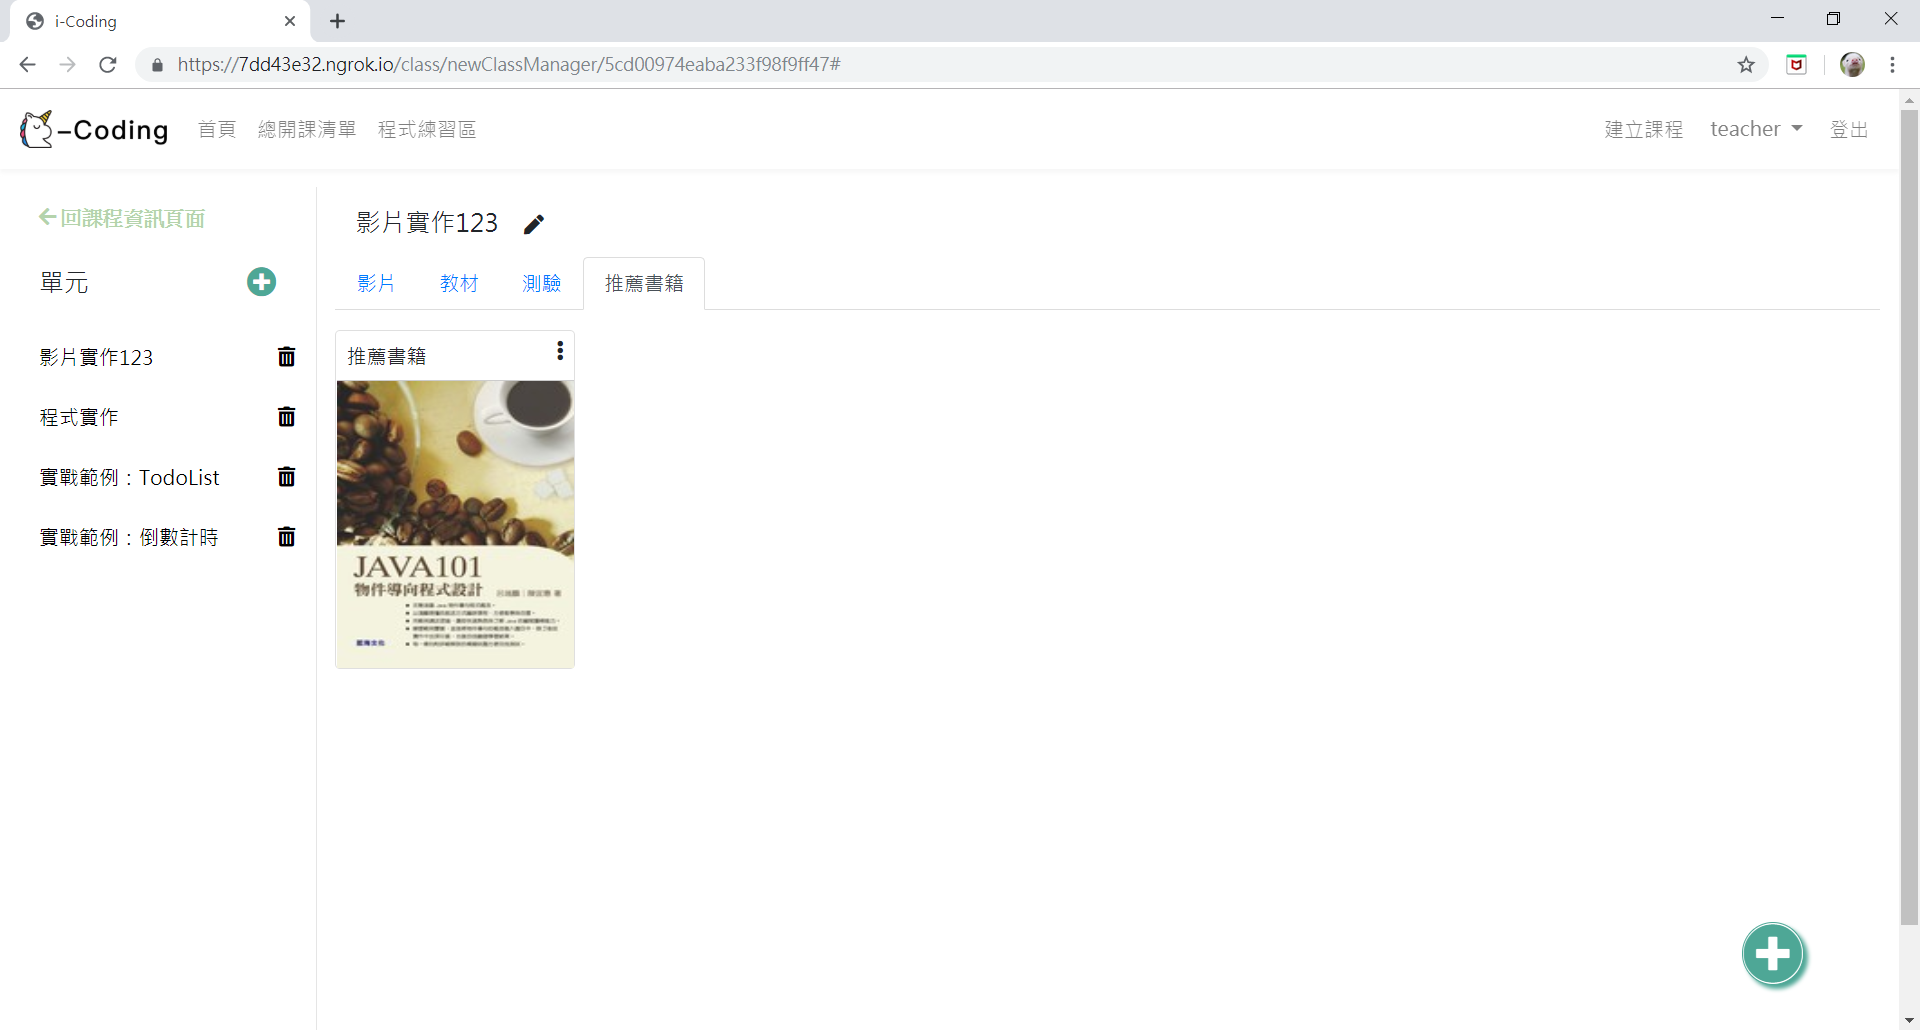 i-Coding
https://7dd43e32.ngrok.io/class/newClassManager/5cd00974eaba233f98f9ff47#
-Coding 首頁 總開課清單 程式練習區 建立課程 teacher 登出
回課程資訊頁面
單元
影片實作123
程式實作
實戰範例：TodoList
實戰範例：倒數計時
影片實作123
影片 教材 測驗 推薦書籍
推薦書籍
JAVA101
物件導向程式設計